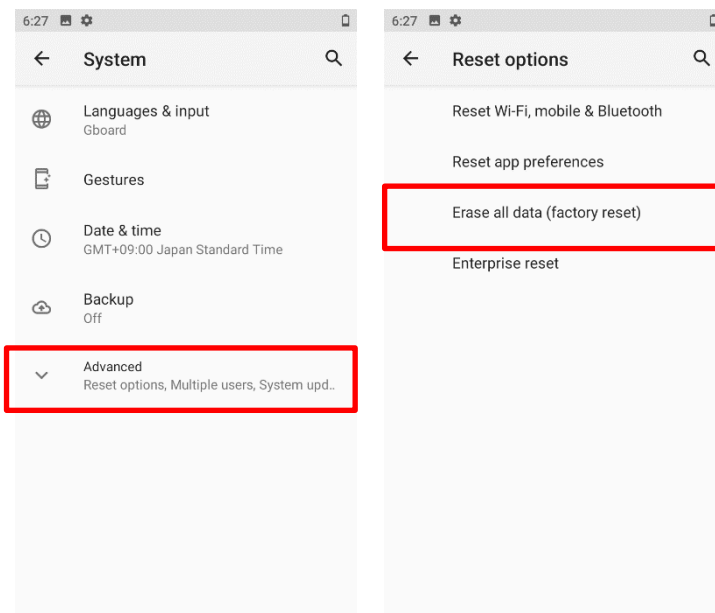 6:27
System
Languages & input
Gboard
Gestures
Date & time
GMT+09:00 Japan Standard Time
Backup
Off
Advanced
Reset options, Multiple users, System upd..
6:27
Reset options
Reset Wi-Fi, mobile & Bluetooth
Reset app preferences
Erase all data (factory reset)
Enterprise reset